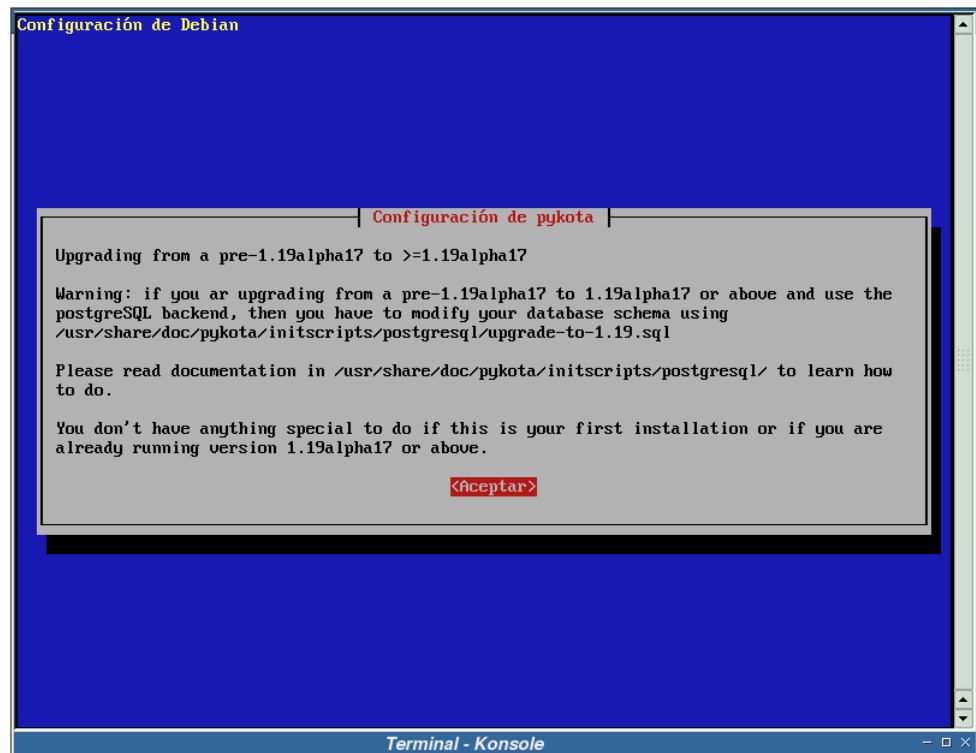 Configuración de Debian
Configuración de pykota
Upgrading from a pre-1.19alpha17 to >=1.19alpha17
Warning: if you ar upgrading from a pre-1.19alpha17 to 1.19alpha17 or above and use the
postgreSQL backend, then you have to modify your database schema using
/usr/share/doc/pykota/initscripts/postgresql/upgrade-to-1.19.sql
Please read documentation in /usr/share/doc/pykota/initscripts/postgresql/ to learn how
to do.
You don't have anything special to do if this is your first installation or if you are
already running version 1.19alpha17 or above.
<Aceptar>
Terminal - Konsole